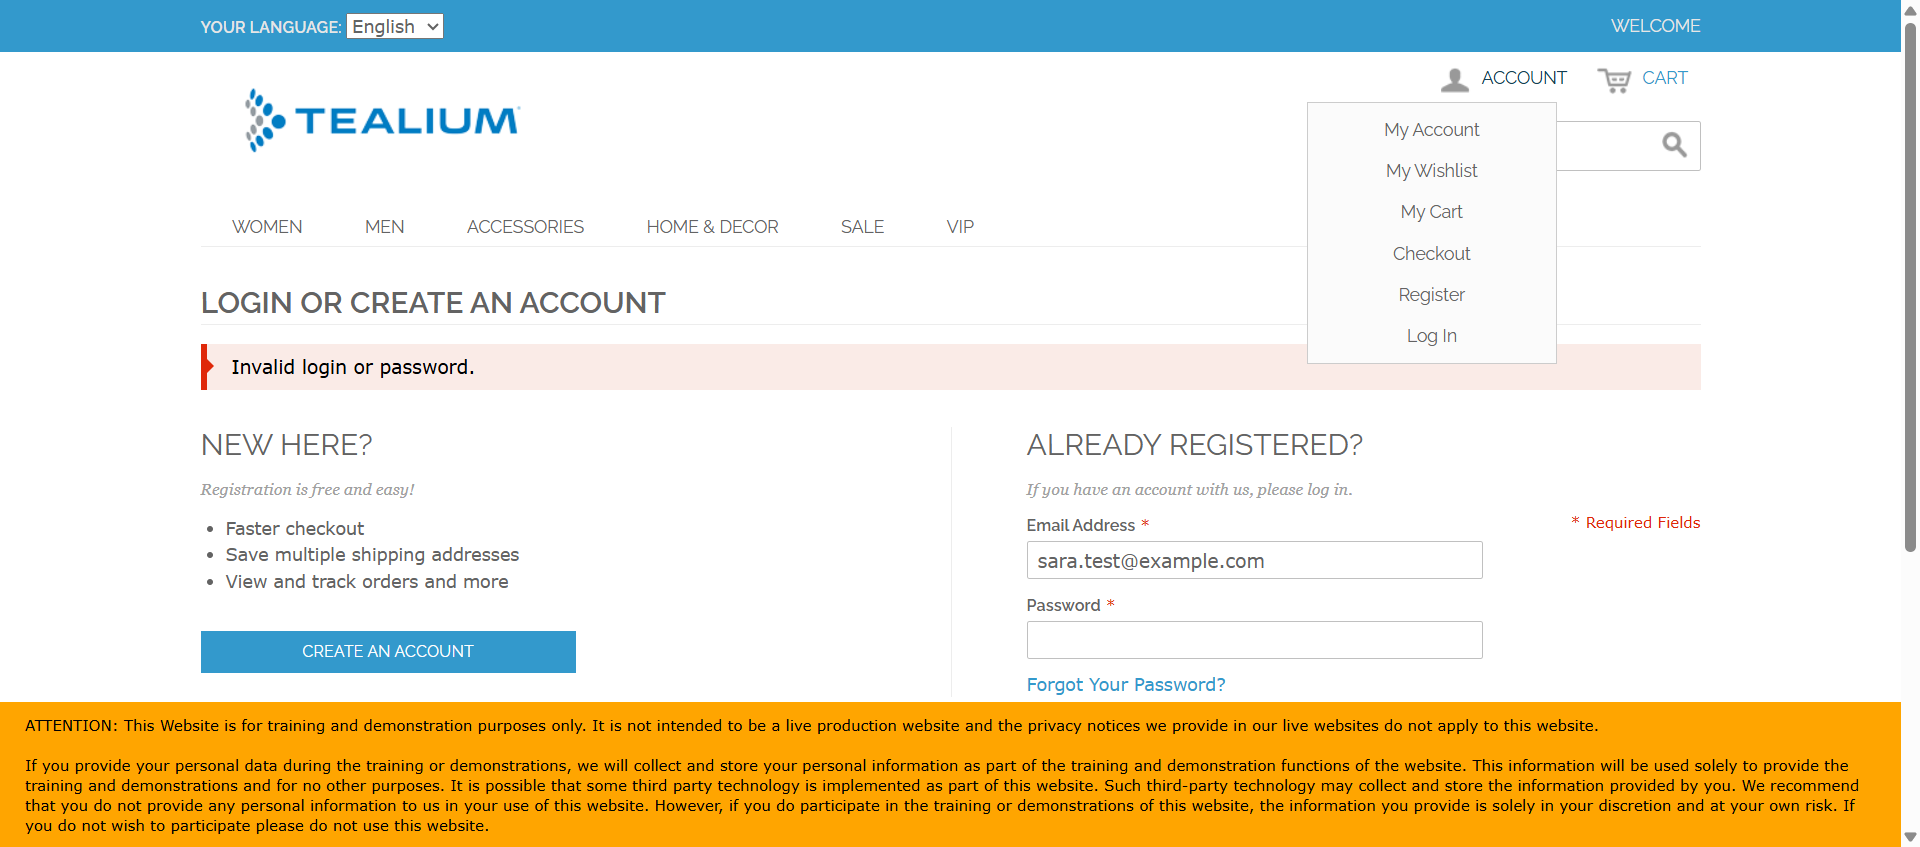 YOUR LANGUAGE: English
WELCOME
ACCOUNT
CART
TEALIUM
My Account
My Wishlist
My Cart
Checkout
Register
Log In
WOMEN
MEN
ACCESSORIES
HOME & DECOR
SALE
VIP
LOGIN OR CREATE AN ACCOUNT
Invalid login or password.
NEW HERE?
Registration is free and easy!
• Faster checkout
• Save multiple shipping addresses
• View and track orders and more
CREATE AN ACCOUNT
ALREADY REGISTERED?
If you have an account with us, please log in.
Email Address *
* Required Fields
sara.test@example.com
Password *
Forgot Your Password?
ATTENTION: This Website is for training and demonstration purposes only. It is not intended to be a live production website and the privacy notices we provide in our live websites do not apply to this website.
If you provide your personal data during the training or demonstrations, we will collect and store your personal information as part of the training and demonstration functions of the website. This information will be used solely to provide the
training and demonstrations and for no other purposes. It is possible that some third party technology is implemented as part of this website. Such third-party technology may collect and store the information provided by you. We recommend
that you do not provide any personal information to us in your use of this website. However, if you do participate in the training or demonstrations of this website, the information you provide is solely in your discretion and at your own risk. If
you do not wish to participate please do not use this website.